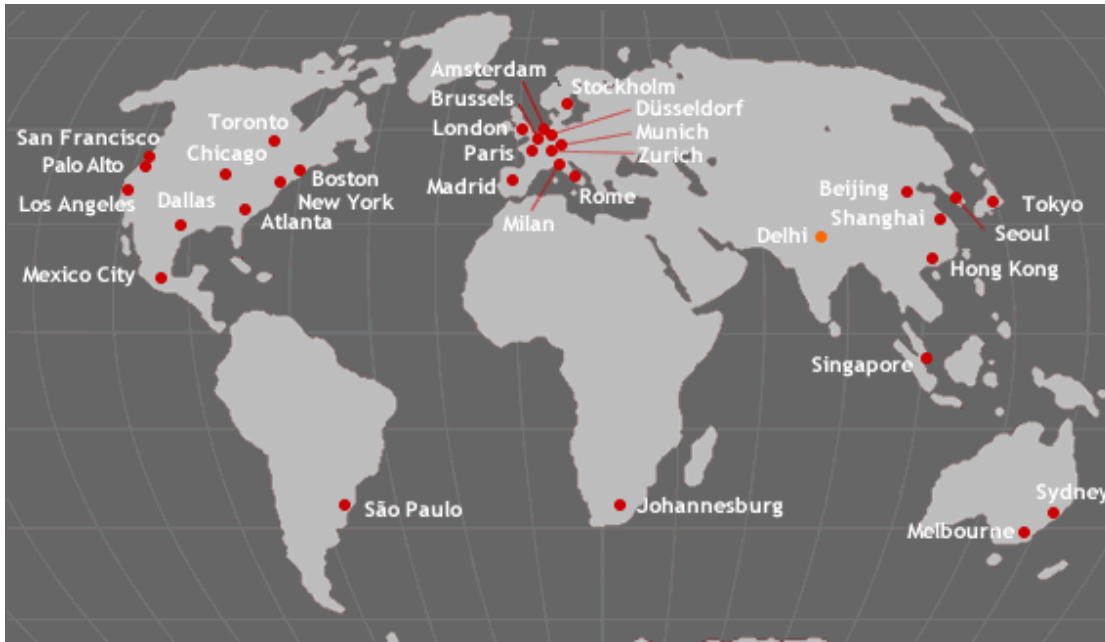 Amsterdam
Stockholm
Brussels
Düsseldorf
London
Toronto
Munich
San Francisco
Chicago
Paris
Zurich
Palo Alto
Boston
Madrid
Beijing
Rome
Los Angeles
Dallas
New York
Tokyo
Atlanta
Milan
Shanghai
Delhi
Seoul
Mexico City
Hong Kong
Singapore
Sydney
São Paulo
Johannesburg
Melbourne